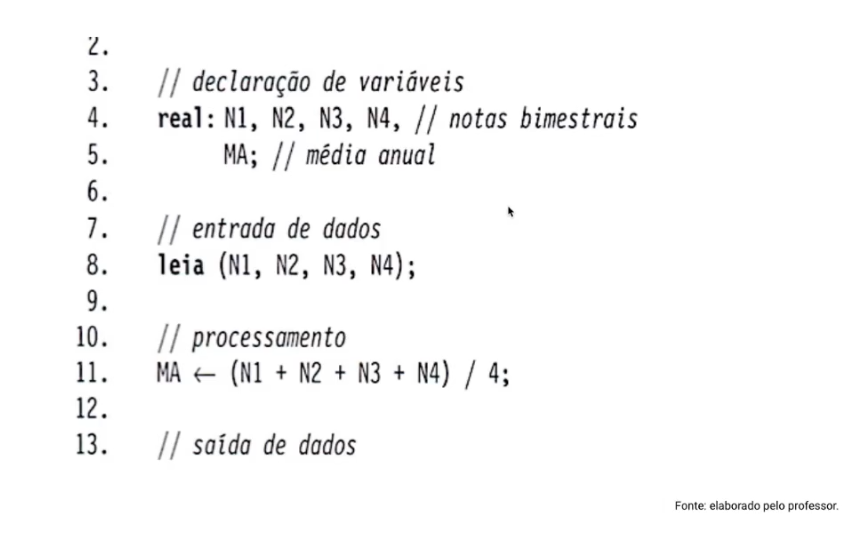 2.
3. // declaração de variáveis
4. real: N1, N2, N3, N4, // notas bimestrais
5. MA; // média anual
6.
7. // entrada de dados
8. leia (N1, N2, N3, N4);
9.
10. // processamento
11. MA ← (N1 + N2 + N3 + N4) / 4;
12.
13. // saída de dados
Fonte: elaborado pelo professor.